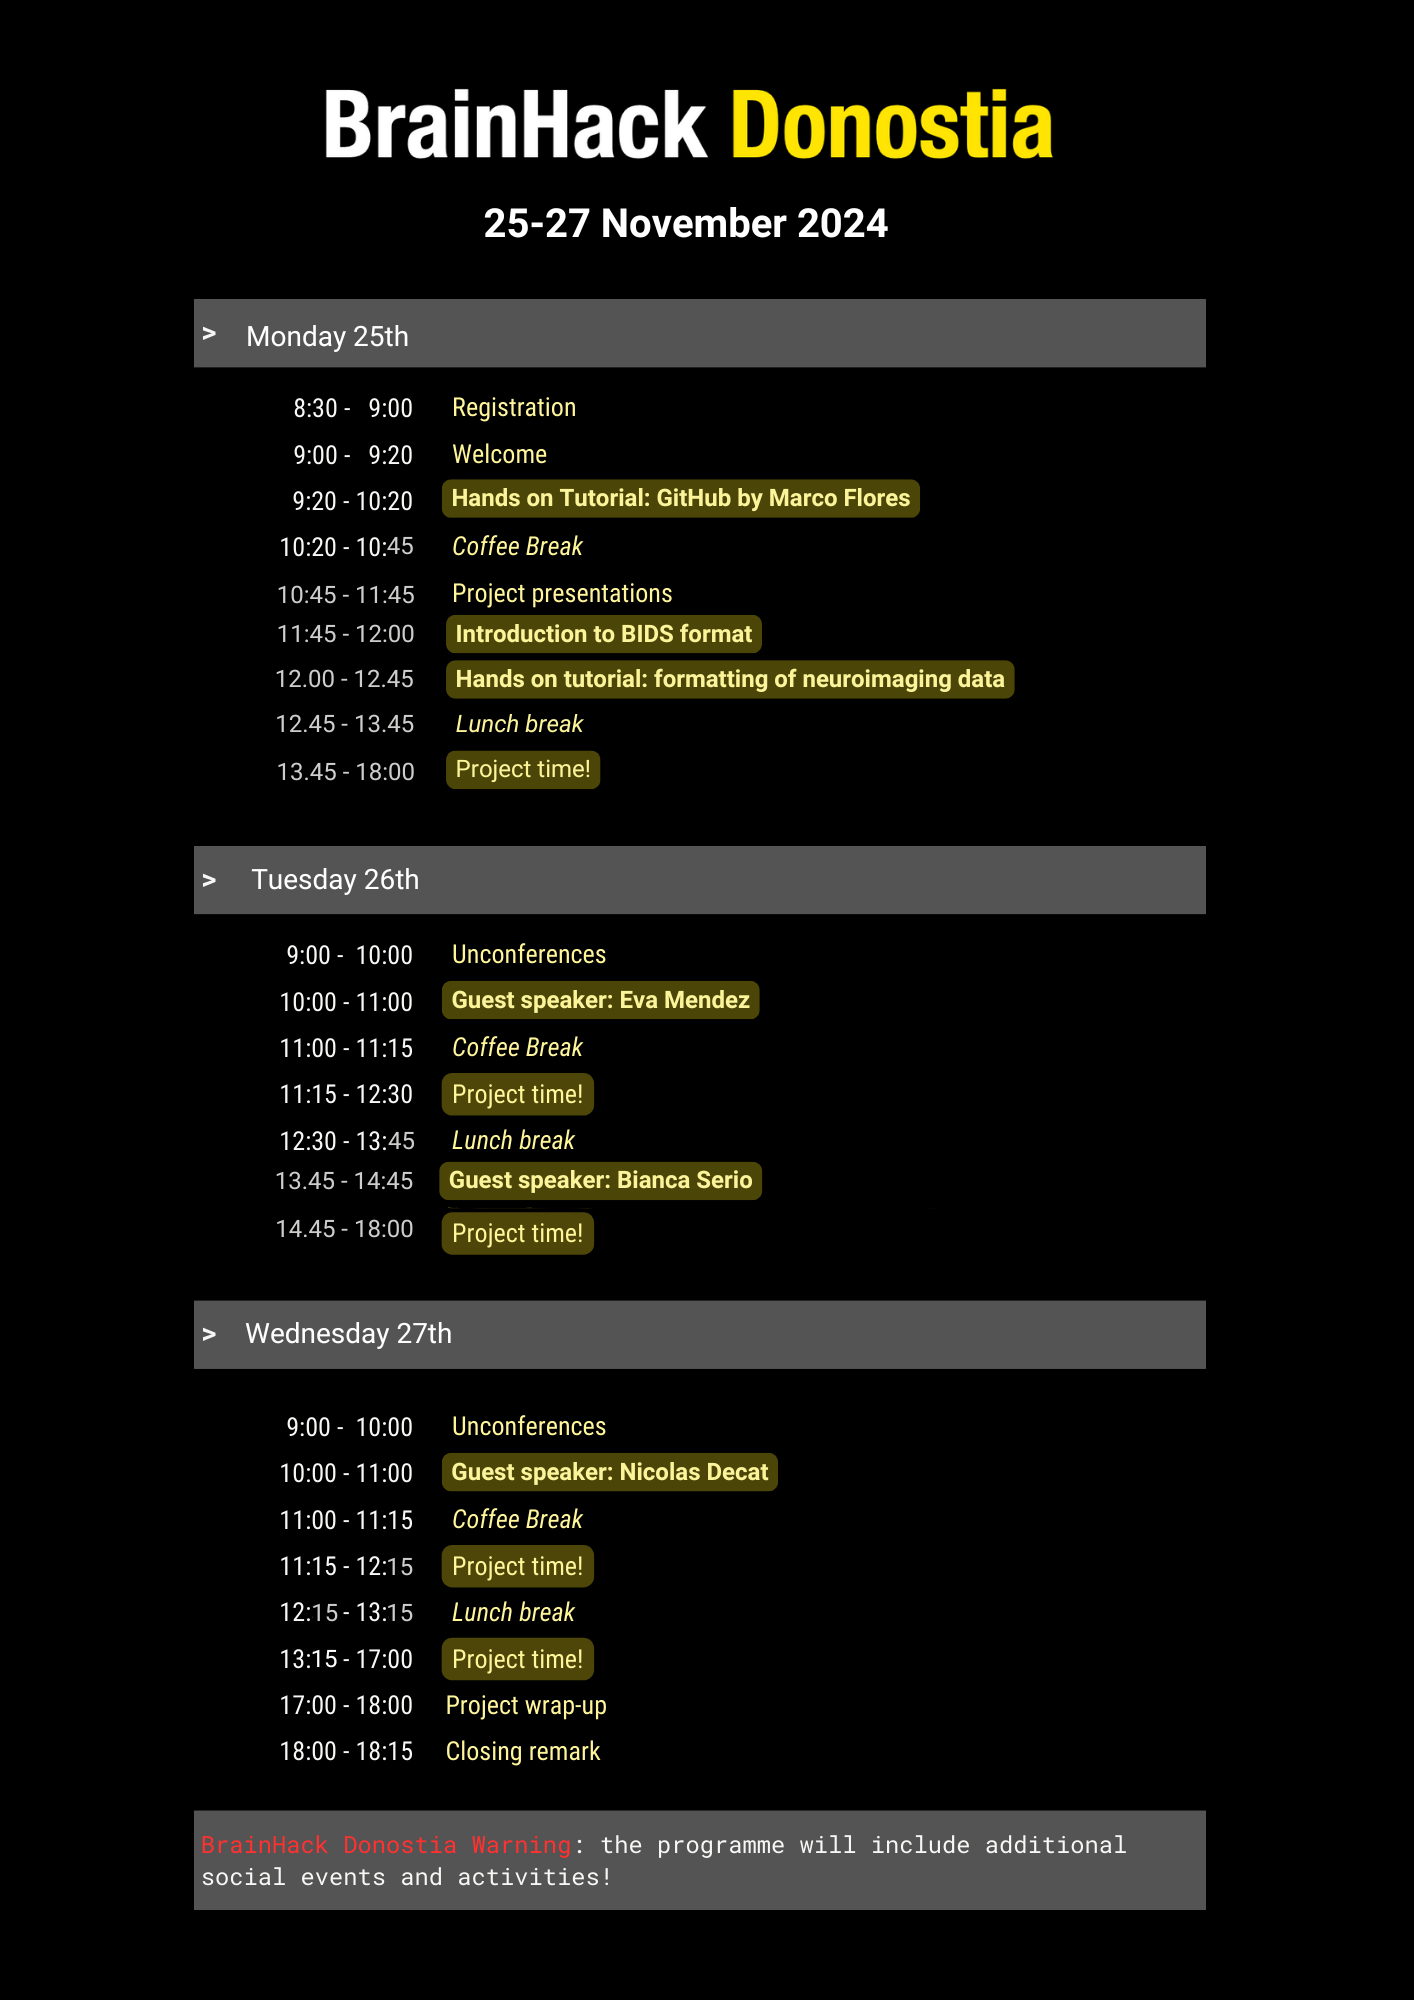 BrainHack Donostia
25-27 November 2024
> Monday 25th
8:30 - 9:00 Registration
9:00 - 9:20 Welcome
9:20 - 10:20 Hands on Tutorial: GitHub by Marco Flores
10:20 - 10:45 Coffee Break
10:45 - 11:45 Project presentations
11:45 - 12:00 Introduction to BIDS format
12.00 - 12.45 Hands on tutorial: formatting of neuroimaging data
12.45 - 13.45 Lunch break
13.45 - 18:00 Project time!
> Tuesday 26th
9:00 - 10:00 Unconferences
10:00 - 11:00 Guest speaker: Eva Mendez
11:00 - 11:15 Coffee Break
11:15 - 12:30 Project time!
12:30 - 13:45 Lunch break
13.45 - 14:45 Guest speaker: Bianca Serio
14.45 - 18:00 Project time!
> Wednesday 27th
9:00 - 10:00 Unconferences
10:00 - 11:00 Guest speaker: Nicolas Decat
11:00 - 11:15 Coffee Break
11:15 - 12:15 Project time!
12:15 - 13:15 Lunch break
13:15 - 17:00 Project time!
17:00 - 18:00 Project wrap-up
18:00 - 18:15 Closing remark
BrainHack Donostia Warning: the programme will include additional
social events and activities!